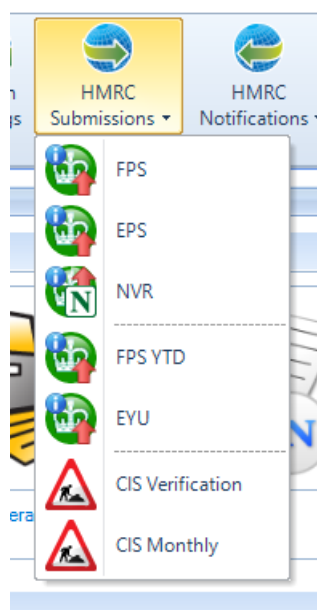 HMRC HMRC
Submissions Notifications
FPS
EPS
NVR
FPS YTD
EYU
CIS Verification
CIS Monthly